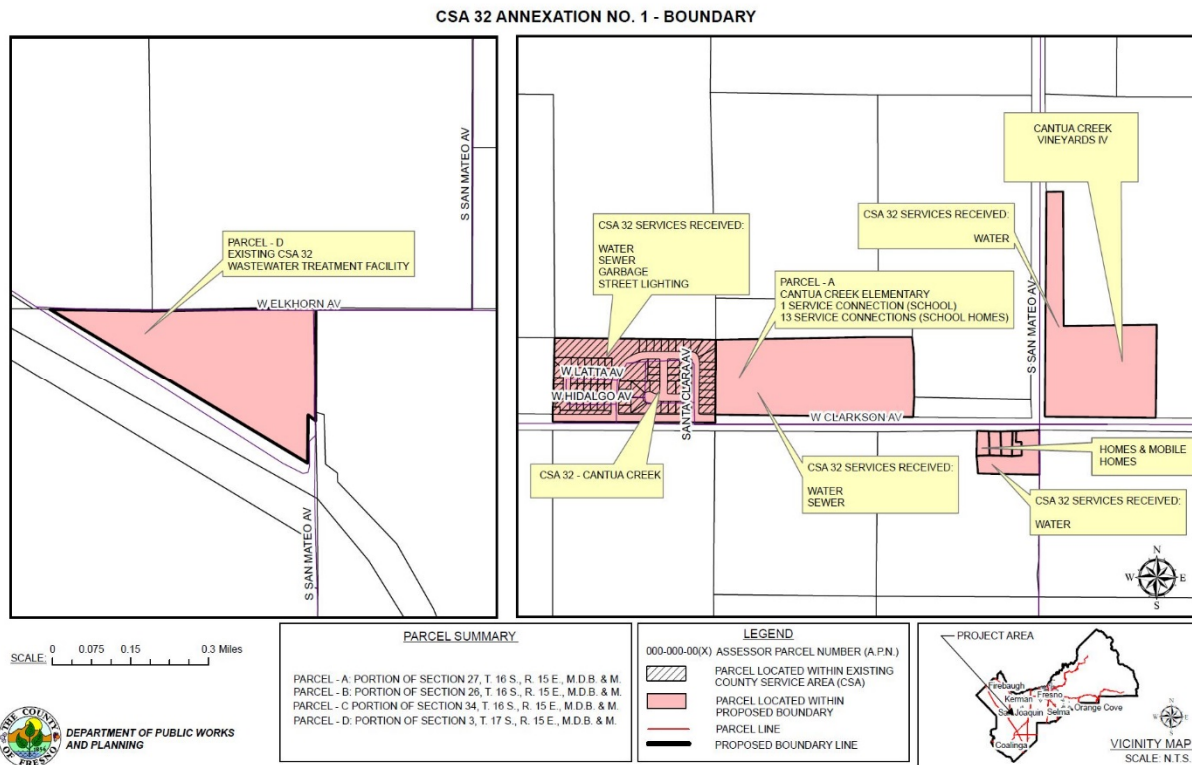 CSA 32 ANNEXATION NO. 1 - BOUNDARY
S SAN MATEO AV
PARCEL - D
EXISTING CSA 32
WASTEWATER TREATMENT FACILITY
W ELKHORN AV
S SAN MATEO AV
CANTUA CREEK
VINEYARDS IV
CSA 32 SERVICES RECEIVED:
WATER
SEWER
GARBAGE
STREET LIGHTING
CSA 32 SERVICES RECEIVED:
WATER
PARCEL - A
CANTUA CREEK ELEMENTARY
1 SERVICE CONNECTION (SCHOOL)
13 SERVICE CONNECTIONS (SCHOOL HOMES)
S SAN MATEO AV
W LATTA AV
W HIDALGO AV
SANTA CLARA AV
W CLARKSON AV
CSA 32 - CANTUA CREEK
CSA 32 SERVICES RECEIVED:
WATER
SEWER
HOMES & MOBILE
HOMES
CSA 32 SERVICES RECEIVED:
WATER
N
W E
S
SCALE: 0 0.075 0.15 0.3 Miles
THE COUNTY OF FRESNO
DEPARTMENT OF PUBLIC WORKS
AND PLANNING
PARCEL SUMMARY
PARCEL - A: PORTION OF SECTION 27, T. 16 S., R. 15 E., M.D.B. & M.
PARCEL - B: PORTION OF SECTION 26, T. 16 S., R. 15 E., M.D.B. & M.
PARCEL - C PORTION OF SECTION 34, T. 16 S., R. 15 E., M.D.B. & M.
PARCEL - D: PORTION OF SECTION 3, T. 17 S., R. 15 E., M.D.B. & M.
LEGEND
000-000-00(X) ASSESSOR PARCEL NUMBER (A.P.N.)
PARCEL LOCATED WITHIN EXISTING
COUNTY SERVICE AREA (CSA)
PARCEL LOCATED WITHIN
PROPOSED BOUNDARY
PARCEL LINE
PROPOSED BOUNDARY LINE
PROJECT AREA
Firebaugh
Kerman Fresno
San Joaquin Selma Orange Cove
Coalinga
VICINITY MAP
SCALE: N.T.S.